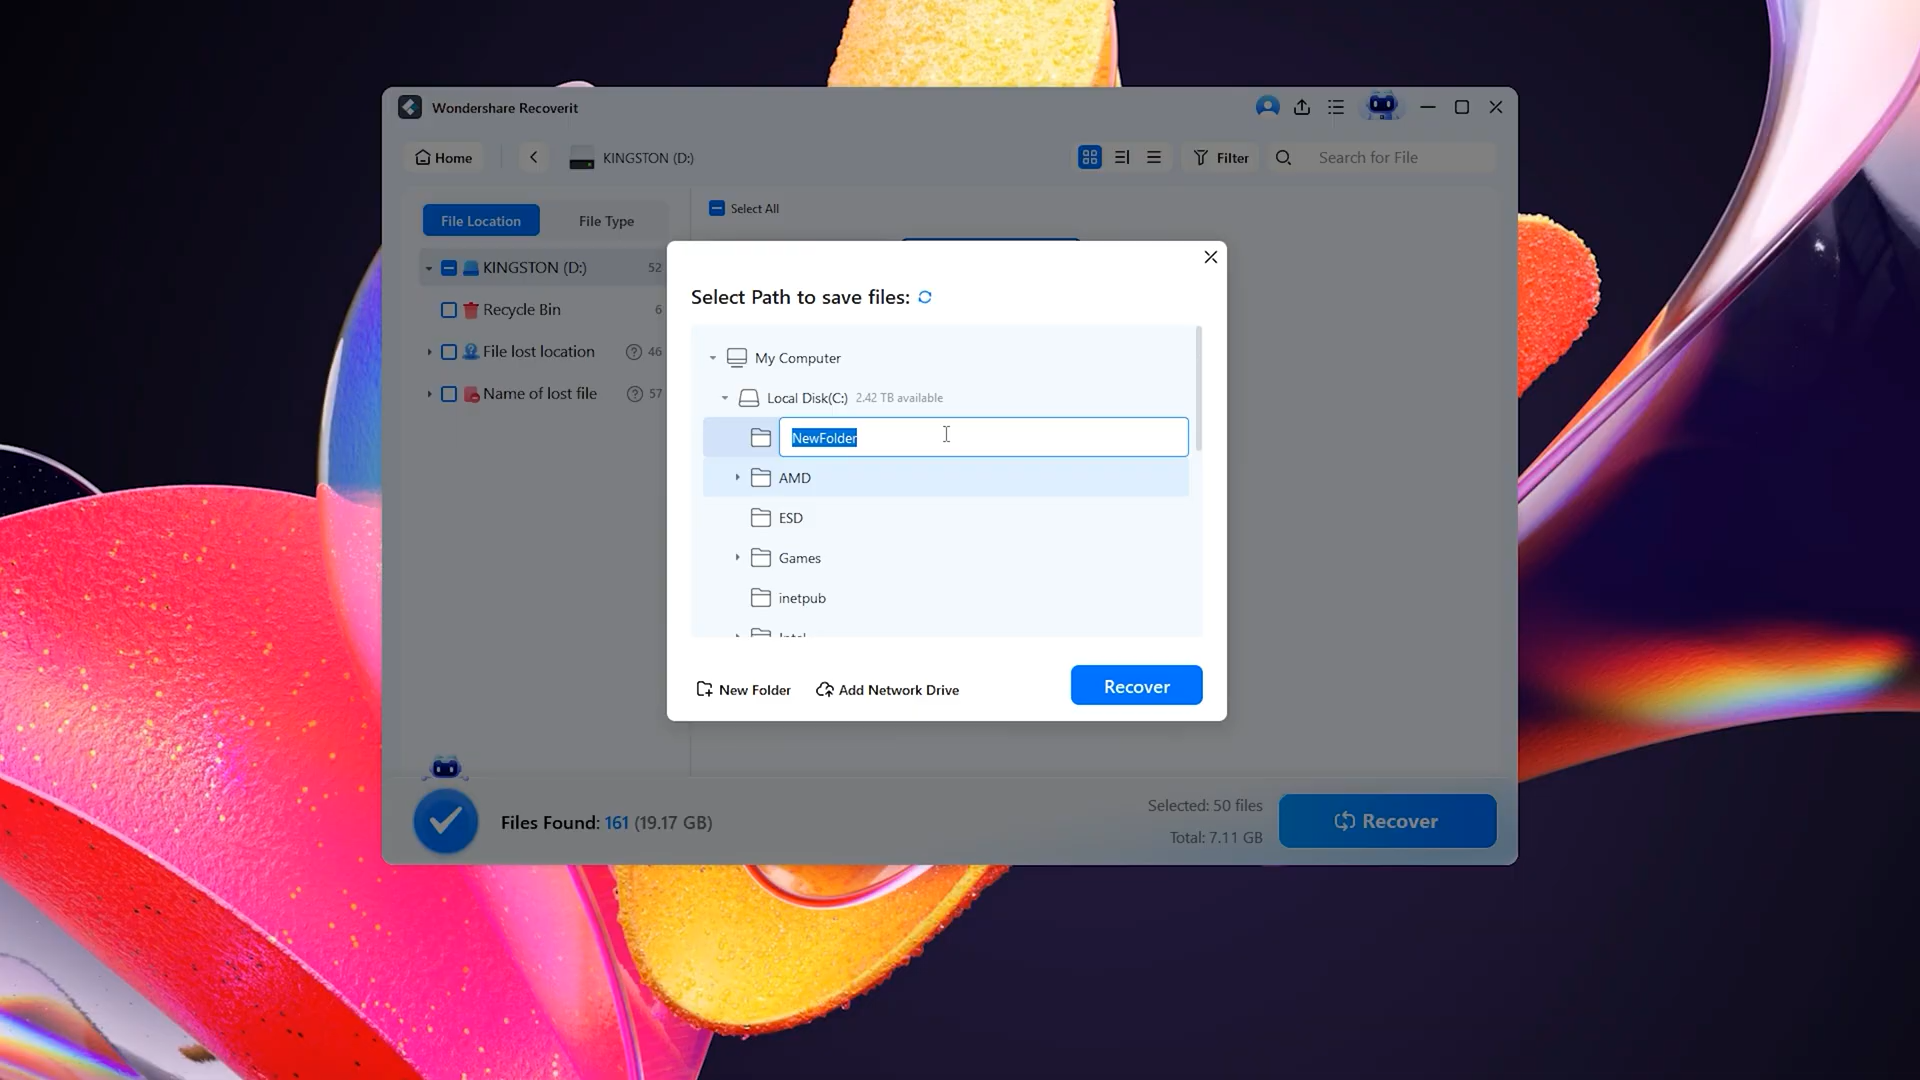 Wondershare Recoverit
Home
KINGSTON (D:)
Filter
Search for File
File Location
File Type
Select All
KINGSTON (D:) 52
Recycle Bin 6
File lost location ? 46
Name of lost file ? 57
Select Path to save files:
My Computer
Local Disk(C:) 2.42 TB available
NewFolder
AMD
ESD
Games
inetpub
Intel
New Folder
Add Network Drive
Recover
Files Found: 161 (19.17 GB)
Selected: 50 files
Total: 7.11 GB
Recover